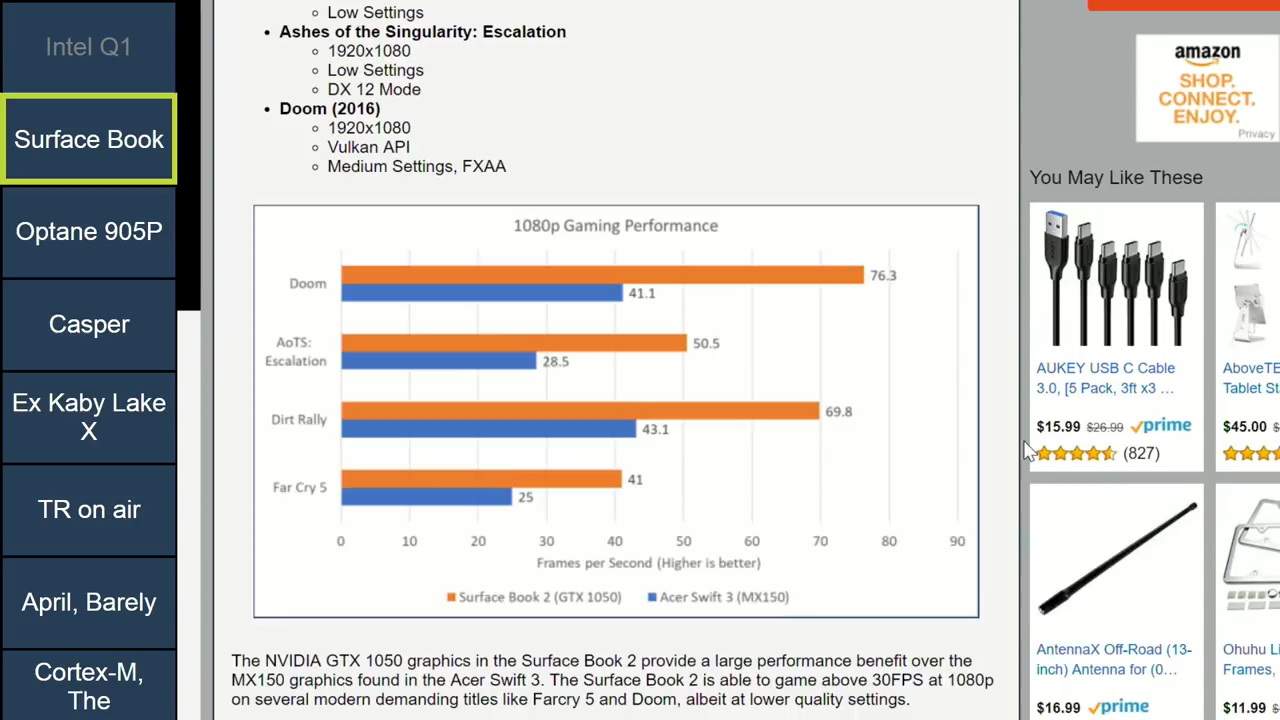 Intel Q1
Surface Book
Optane 905P
Casper
Ex Kaby Lake
X
TR on air
April, Barely
Cortex-M,
The
Low Settings
Ashes of the Singularity: Escalation
1920x1080
Low Settings
DX 12 Mode
Doom (2016)
1920x1080
Vulkan API
Medium Settings, FXAA
1080p Gaming Performance
Doom
76.3
41.1
AoTS:
Escalation
50.5
28.5
Dirt Rally
69.8
43.1
Far Cry 5
41
25
0 10 20 30 40 50 60 70 80 90
Frames per Second (Higher is better)
Surface Book 2 (GTX 1050) Acer Swift 3 (MX150)
The NVIDIA GTX 1050 graphics in the Surface Book 2 provide a large performance benefit over the
MX150 graphics found in the Acer Swift 3. The Surface Book 2 is able to game above 30FPS at 1080p
on several modern demanding titles like Farcry 5 and Doom, albeit at lower quality settings.
amazon
SHOP.
CONNECT.
ENJOY.
Privacy
You May Like These
AUKEY USB C Cable
3.0, [5 Pack, 3ft x3 ...
$15.99 $26.99 prime
(827)
AboveTE
Tablet St
$45.00 $
AntennaX Off-Road (13-
inch) Antenna for (0...
$16.99 prime
Ohuhu Li
Frames,
$11.99 $